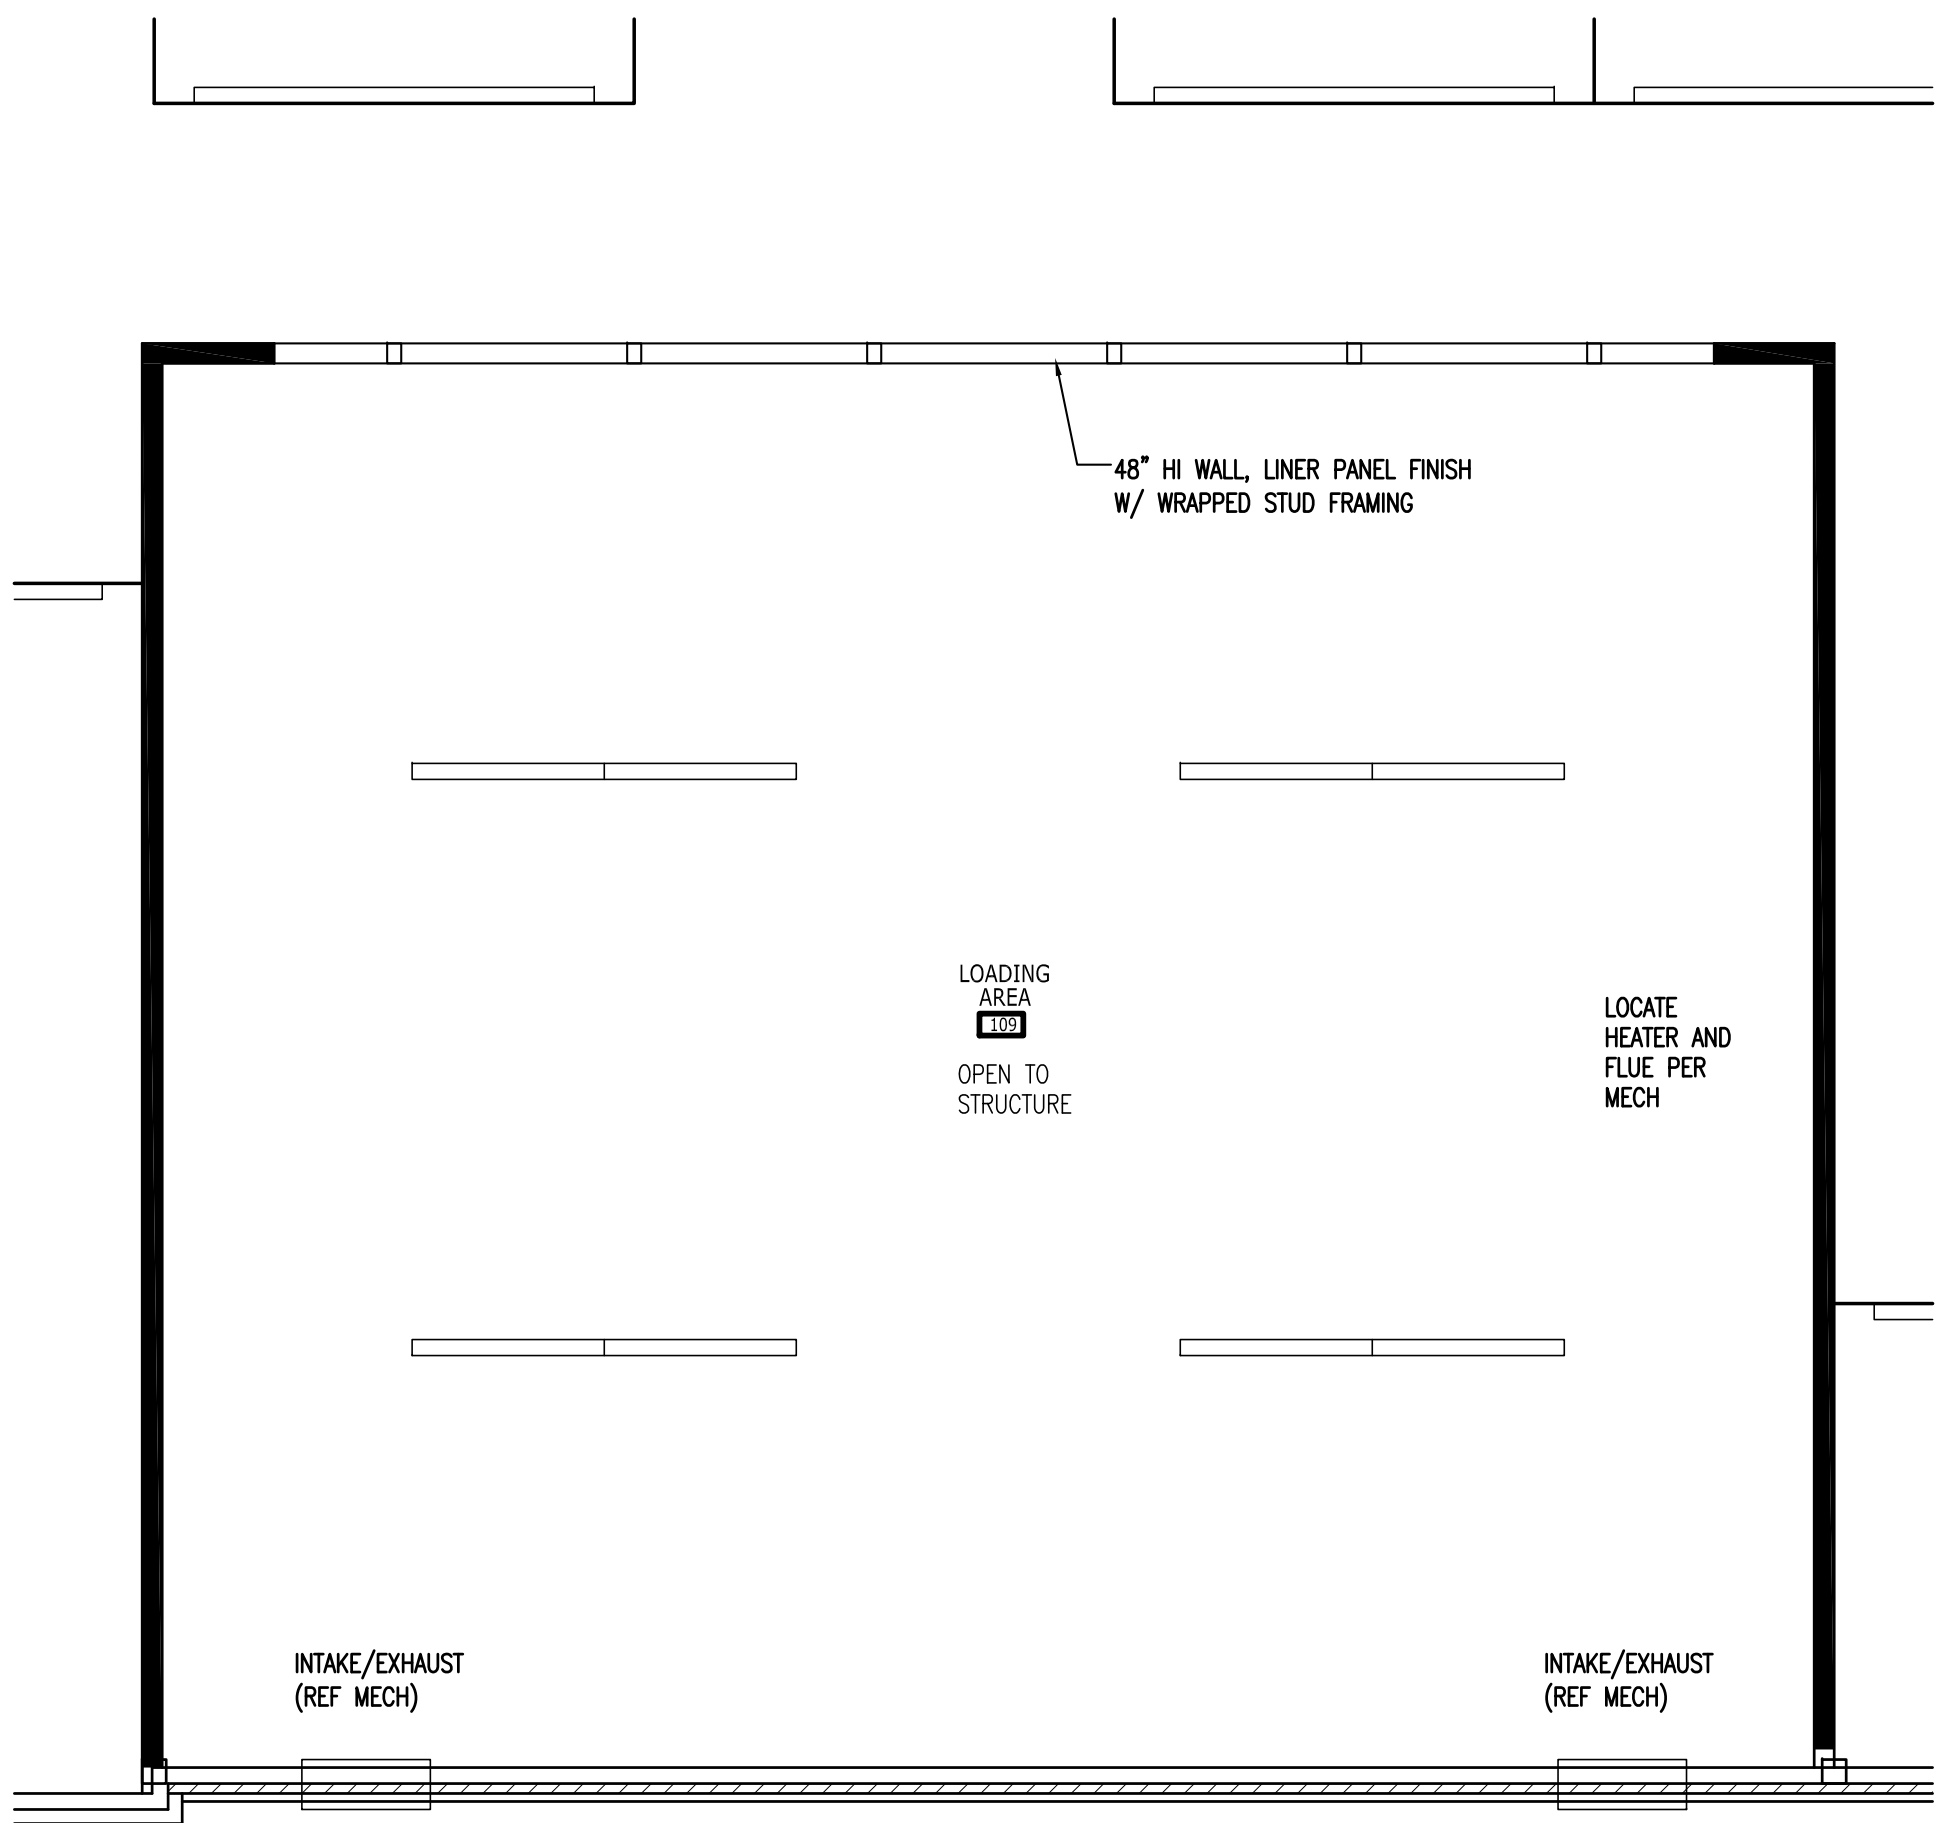 48" HI WALL, LINER PANEL FINISH
W/ WRAPPED STUD FRAMING
LOADING
AREA
109
OPEN TO
STRUCTURE
LOCATE
HEATER AND
FLUE PER
MECH
INTAKE/EXHAUST
(REF MECH)
INTAKE/EXHAUST
(REF MECH)